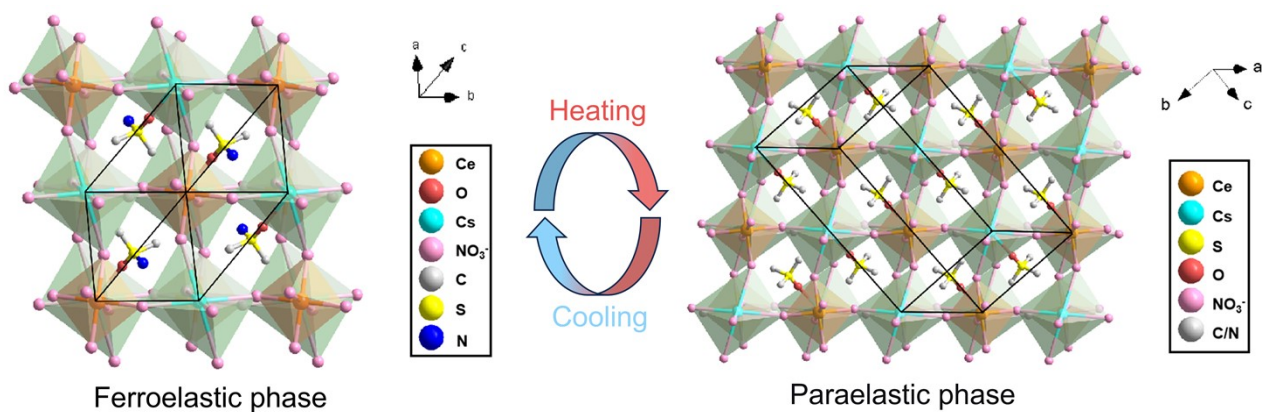 a
c
b
Ce
O
Cs
NO₃⁻
C
S
N
Ferroelastic phase
Heating
Cooling
a
b
c
Ce
Cs
S
O
NO₃⁻
C/N
Paraelastic phase